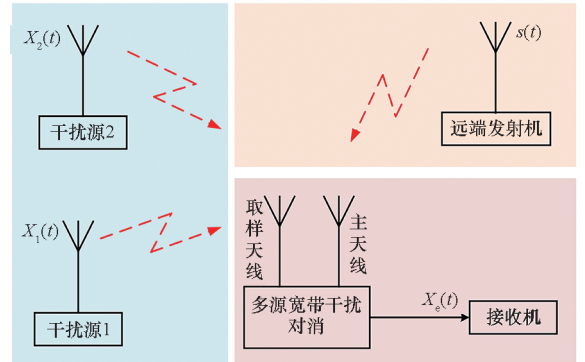 X₂(t)
干扰源2
s(t)
远端发射机
X₁(t)
干扰源1
取样天线
主天线
多源宽带干扰
对消
Xₑ(t)
接收机